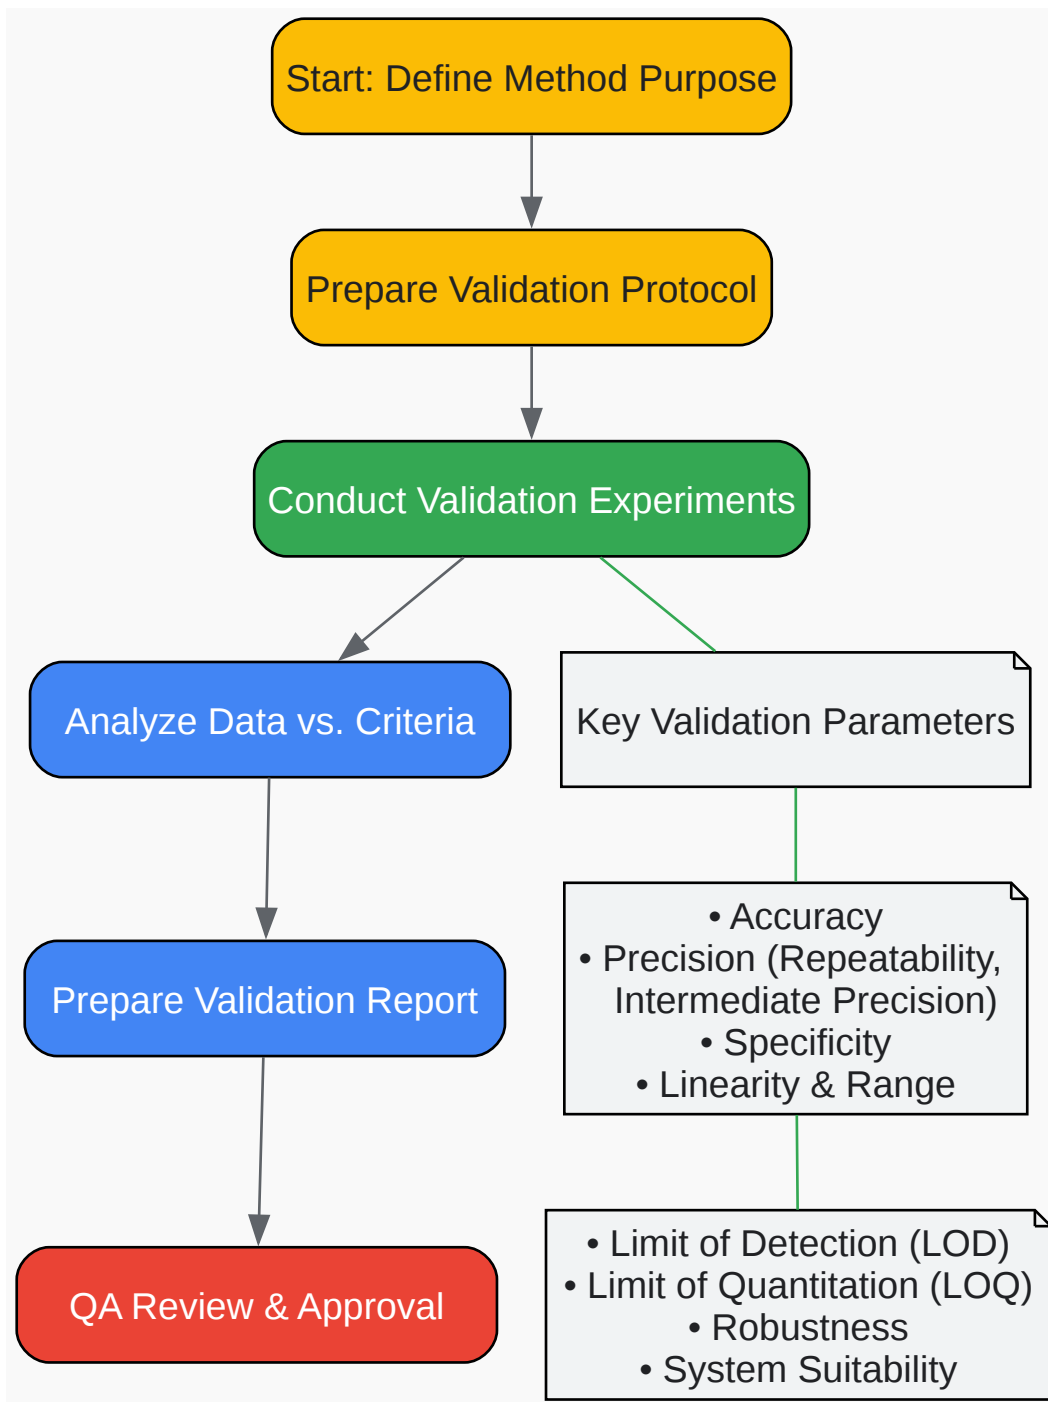 Start: Define Method Purpose
Prepare Validation Protocol
Conduct Validation Experiments
Analyze Data vs. Criteria
Key Validation Parameters
• Accuracy
• Precision (Repeatability,
Intermediate Precision)
• Specificity
• Linearity & Range
Prepare Validation Report
• Limit of Detection (LOD)
• Limit of Quantitation (LOQ)
• Robustness
• System Suitability
QA Review & Approval